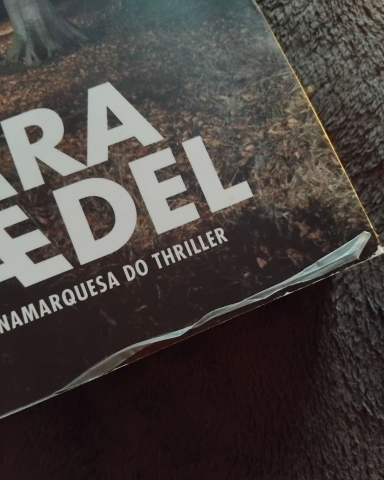 ARA
ÆDEL
NAMARQUESA DO THRILLER